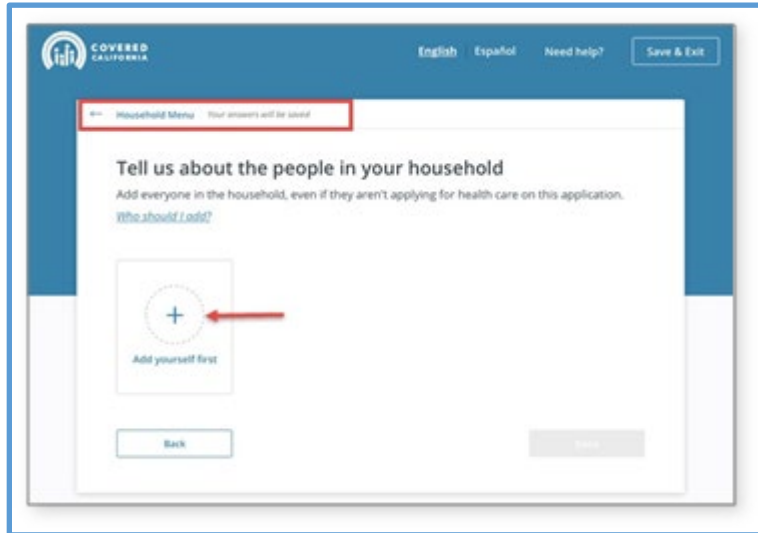 COVERED
CALIFORNIA
English Español Need help? Save & Exit
← Household Menu Your answers will be saved
Tell us about the people in your household
Add everyone in the household, even if they aren't applying for health care on this application.
Who should I add?
+
Add yourself first
Back